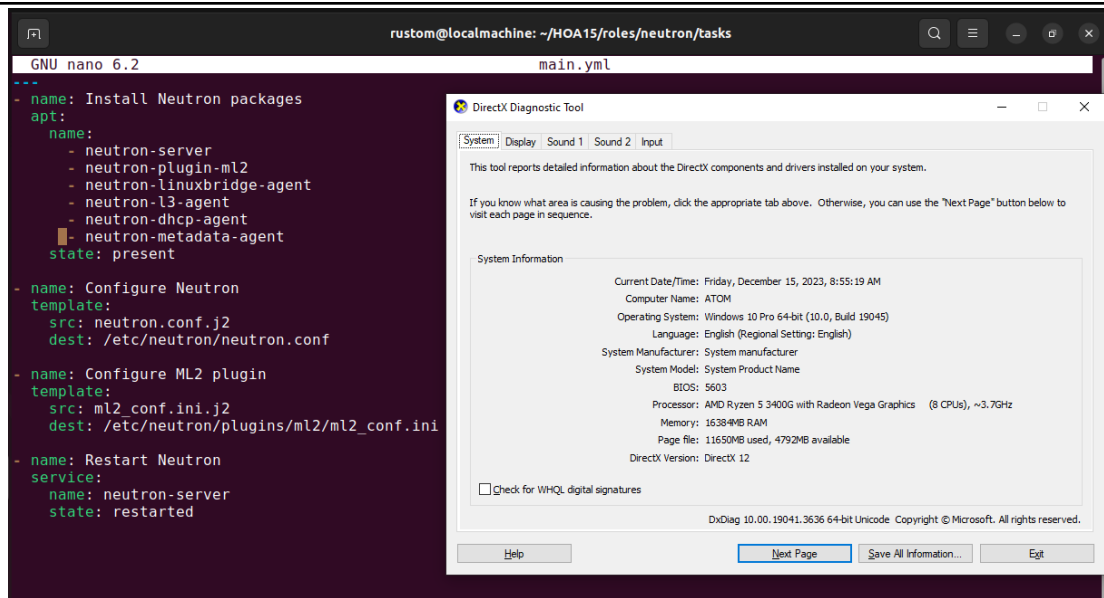 rustom@localmachine: ~/HOA15/roles/neutron/tasks
GNU nano 6.2 main.yml
---
- name: Install Neutron packages
  apt:
    name:
      - neutron-server
      - neutron-plugin-ml2
      - neutron-linuxbridge-agent
      - neutron-l3-agent
      - neutron-dhcp-agent
      - neutron-metadata-agent
    state: present
- name: Configure Neutron
  template:
    src: neutron.conf.j2
    dest: /etc/neutron/neutron.conf
- name: Configure ML2 plugin
  template:
    src: ml2_conf.ini.j2
    dest: /etc/neutron/plugins/ml2/ml2_conf.ini
- name: Restart Neutron
  service:
    name: neutron-server
    state: restarted
DirectX Diagnostic Tool
System Display Sound 1 Sound 2 Input
This tool reports detailed information about the DirectX components and drivers installed on your system.
If you know what area is causing the problem, click the appropriate tab above. Otherwise, you can use the "Next Page" button below to
visit each page in sequence.
System Information
Current Date/Time: Friday, December 15, 2023, 8:55:19 AM
Computer Name: ATOM
Operating System: Windows 10 Pro 64-bit (10.0, Build 19045)
Language: English (Regional Setting: English)
System Manufacturer: System manufacturer
System Model: System Product Name
BIOS: 5603
Processor: AMD Ryzen 5 3400G with Radeon Vega Graphics (8 CPUs), ~3.7GHz
Memory: 16384MB RAM
Page file: 11650MB used, 4792MB available
DirectX Version: DirectX 12
Check for WHQL digital signatures
DxDiag 10.00.19041.3636 64-bit Unicode Copyright © Microsoft. All rights reserved.
Help Next Page Save All Information... Exit